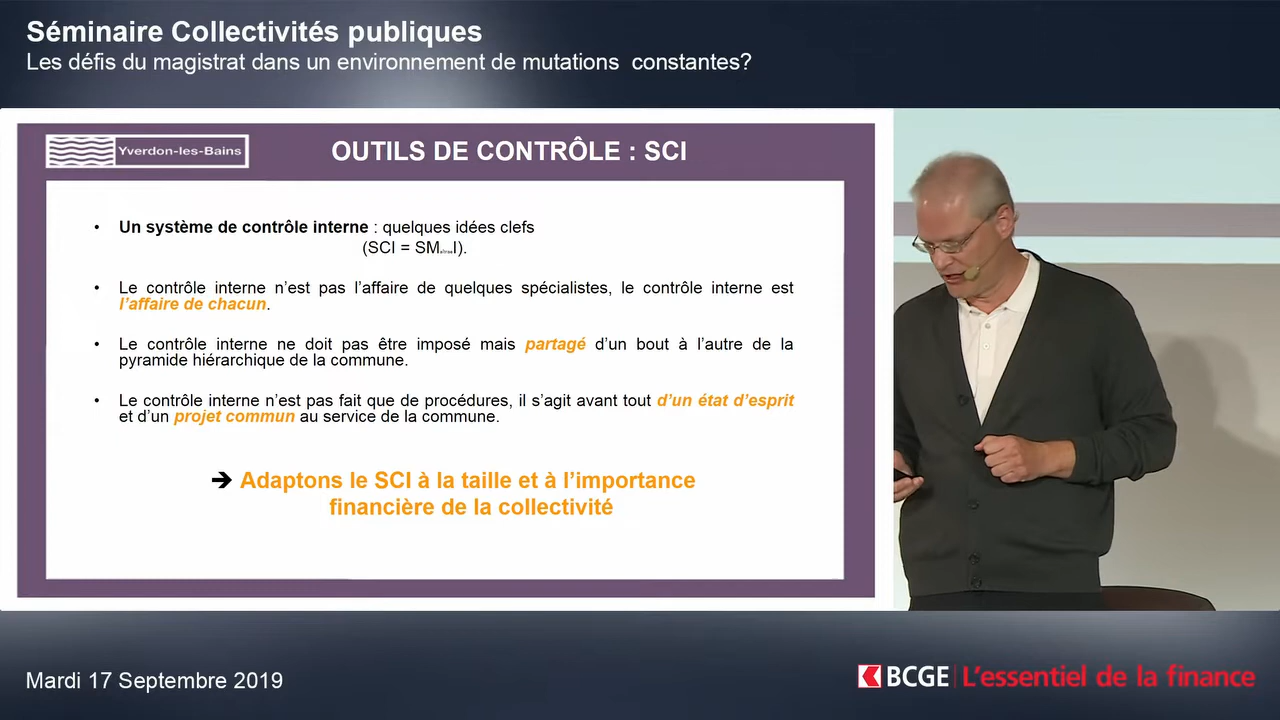 Séminaire Collectivités publiques
Les défis du magistrat dans un environnement de mutations constantes?
Yverdon-les-Bains
OUTILS DE CONTRÔLE : SCI
• Un système de contrôle interne : quelques idées clefs
(SCI = SM I).
• Le contrôle interne n’est pas l’affaire de quelques spécialistes, le contrôle interne est
l’affaire de chacun.
• Le contrôle interne ne doit pas être imposé mais partagé d’un bout à l’autre de la
pyramide hiérarchique de la commune.
• Le contrôle interne n’est pas fait que de procédures, il s’agit avant tout d’un état d’esprit
et d’un projet commun au service de la commune.
➔ Adaptons le SCI à la taille et à l’importance
financière de la collectivité
Mardi 17 Septembre 2019
BCGE L’essentiel de la finance